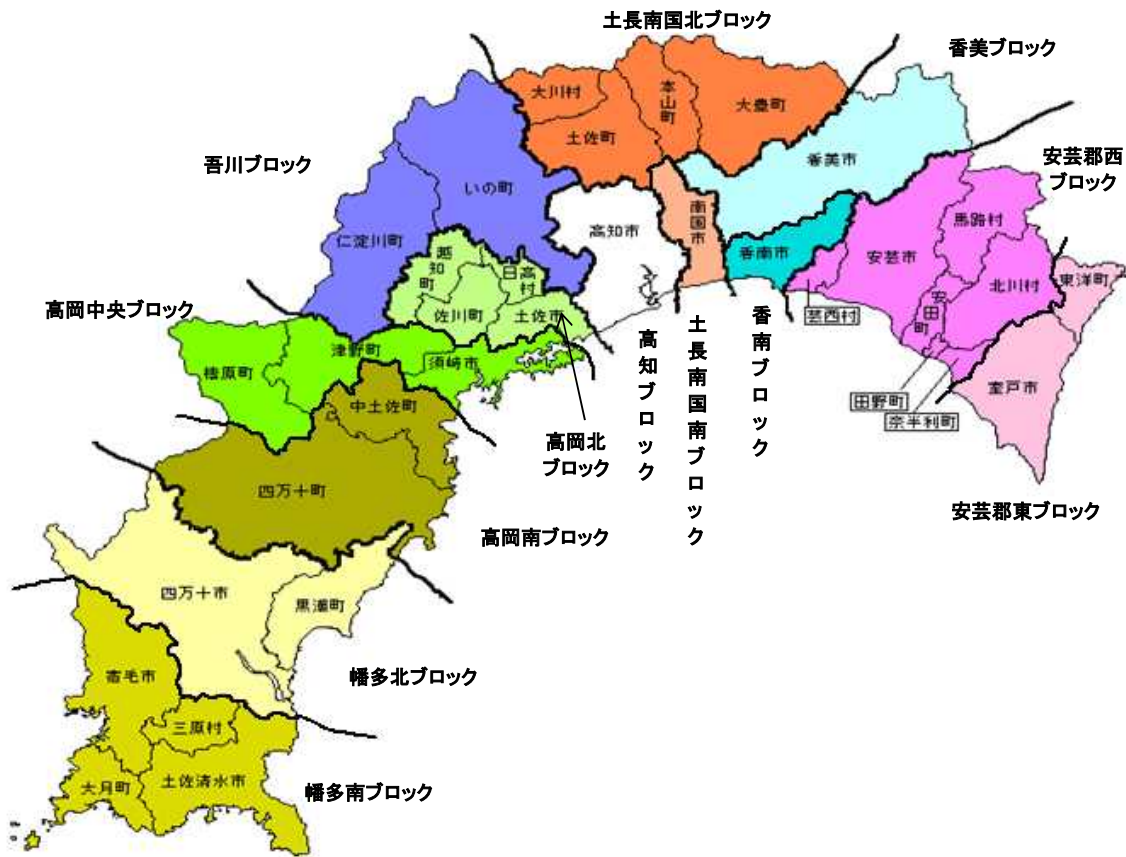 土長南国北ブロック
香美ブロック
大川村
本山町
大豊町
土佐町
吾川ブロック
香美市
安芸郡西
ブロック
いの町
南国市
馬路村
仁淀川町
高知市
越知町
日高村
香南市
安芸市
東洋町
北川村
高岡中央ブロック
佐川町
土佐市
芸西村
安田町
津野町
須崎市
梼原町
室戸市
田野町
奈半利町
中土佐町
高岡北
ブロック
高知ブロック
土長南国南ブロック
香南ブロック
四万十町
安芸郡東ブロック
高岡南ブロック
四万十市
黒潮町
宿毛市
幡多北ブロック
三原村
大月町
土佐清水市
幡多南ブロック